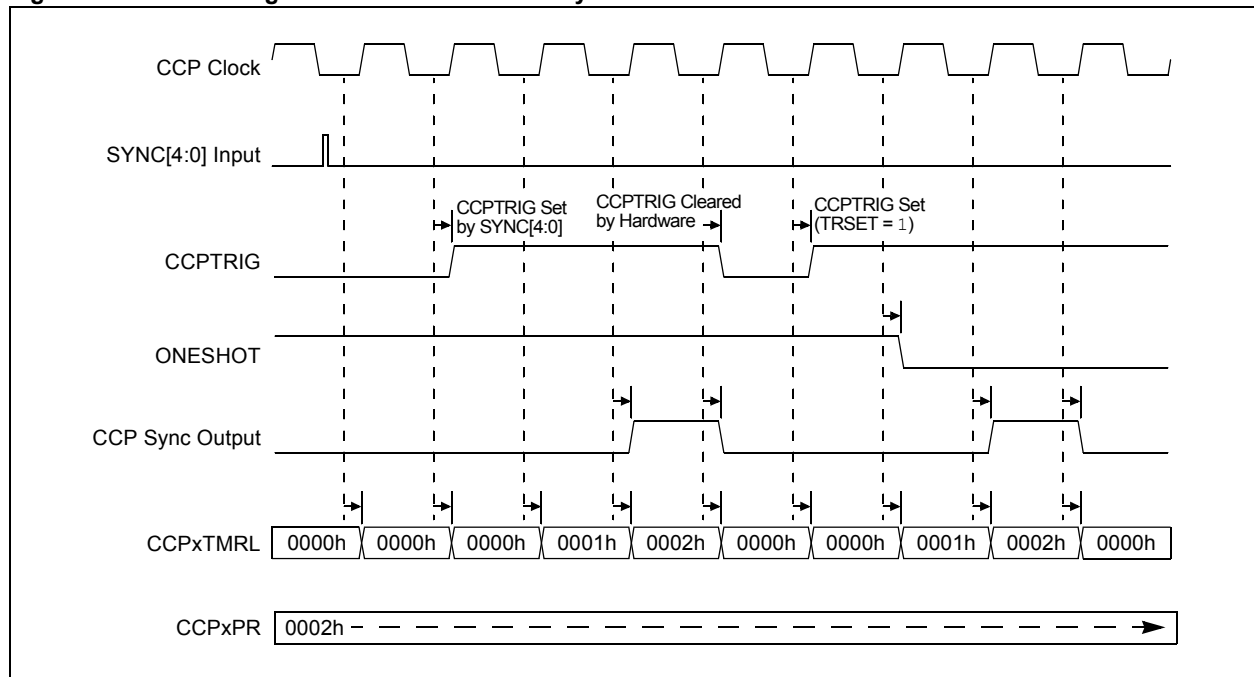 CCP Clock
SYNC[4:0] Input
CCPTRIG Set
by SYNC[4:0]
CCPTRIG Cleared
by Hardware
CCPTRIG Set
(TRSET = 1)
CCPTRIG
ONESHOT
CCP Sync Output
CCPxTMRL 0000h 0000h 0000h 0001h 0002h 0000h 0000h 0001h 0002h 0000h
CCPxPR 0002h